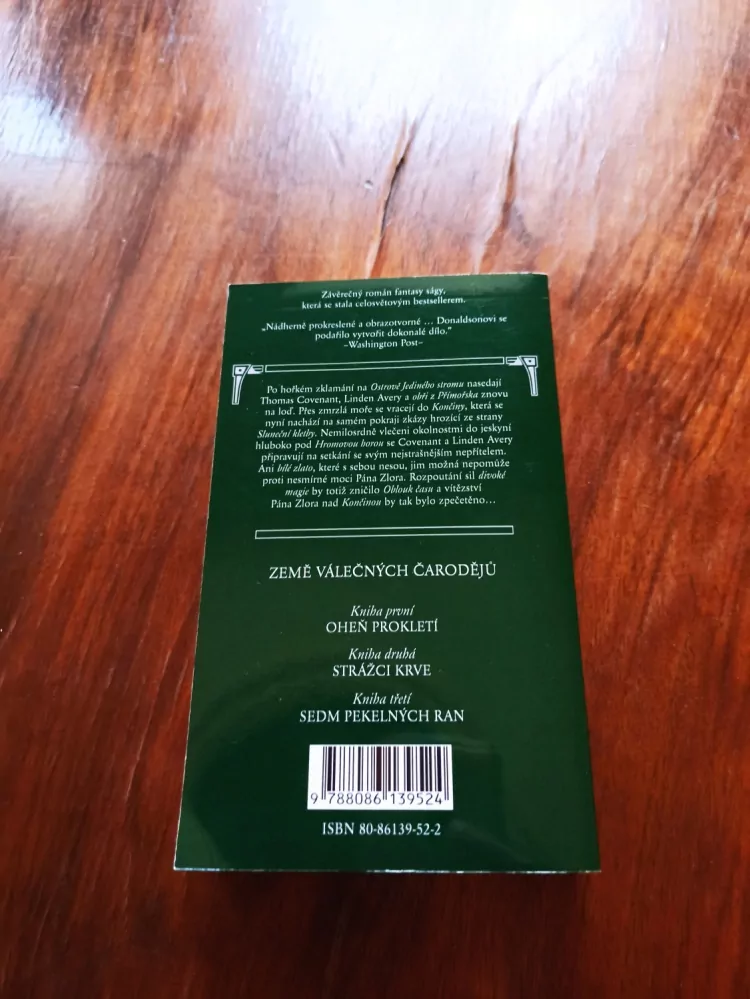 Závěrečný román fantasy ságy,
která se stala celosvětovým bestsellerem.
„Nádherně prokreslené a obrazotvorné ... Donaldsonovi se
podařilo vytvořit dokonalé dílo.”
–Washington Post–
Po hořkém zklamání na Ostrově Jediného stromu nasedají
Thomas Covenant, Linden Avery a obři z Přímořska znovu
na loď. Přes zmrzlá moře se vracejí do Končiny, která se
nyní nachází na samém pokraji zkázy hrozící ze strany
Sluneční kletby. Nemilosrdně vlečeni okolnostmi do jeskyní
hluboko pod Hromovou horou se Covenant a Linden Avery
připravují na setkání se svým nejstrašnějším nepřítelem.
Ani bílé zlato, které s sebou nesou, jim možná nepomůže
proti nesmírné moci Pána Zlora. Rozpoutání sil divoké
magie by totiž zničilo Oblouk času a vítězství
Pána Zlora nad Končinou by tak bylo zpečetěno...
ZEMĚ VÁLEČNÝCH ČARODĚJŮ
Kniha první
OHEŇ PROKLETÍ
Kniha druhá
STRÁŽCI KRVE
Kniha třetí
SEDM PEKELNÝCH RAN
9 788086 139524
ISBN 80-86139-52-2